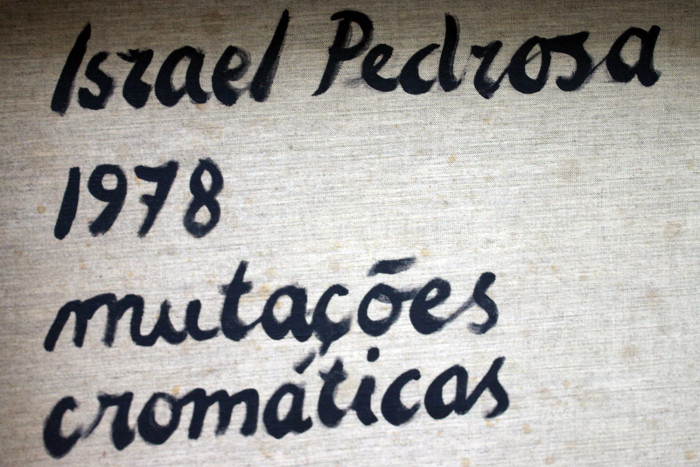 Israel Pedrosa
1978
mutações
cromáticas